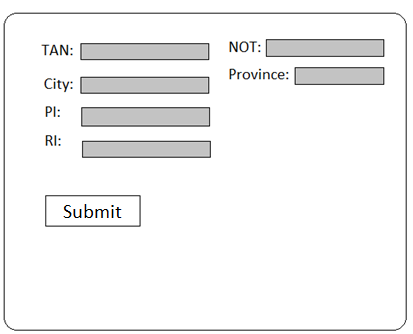 TAN: NOT:
City: Province:
PI:
RI:
Submit